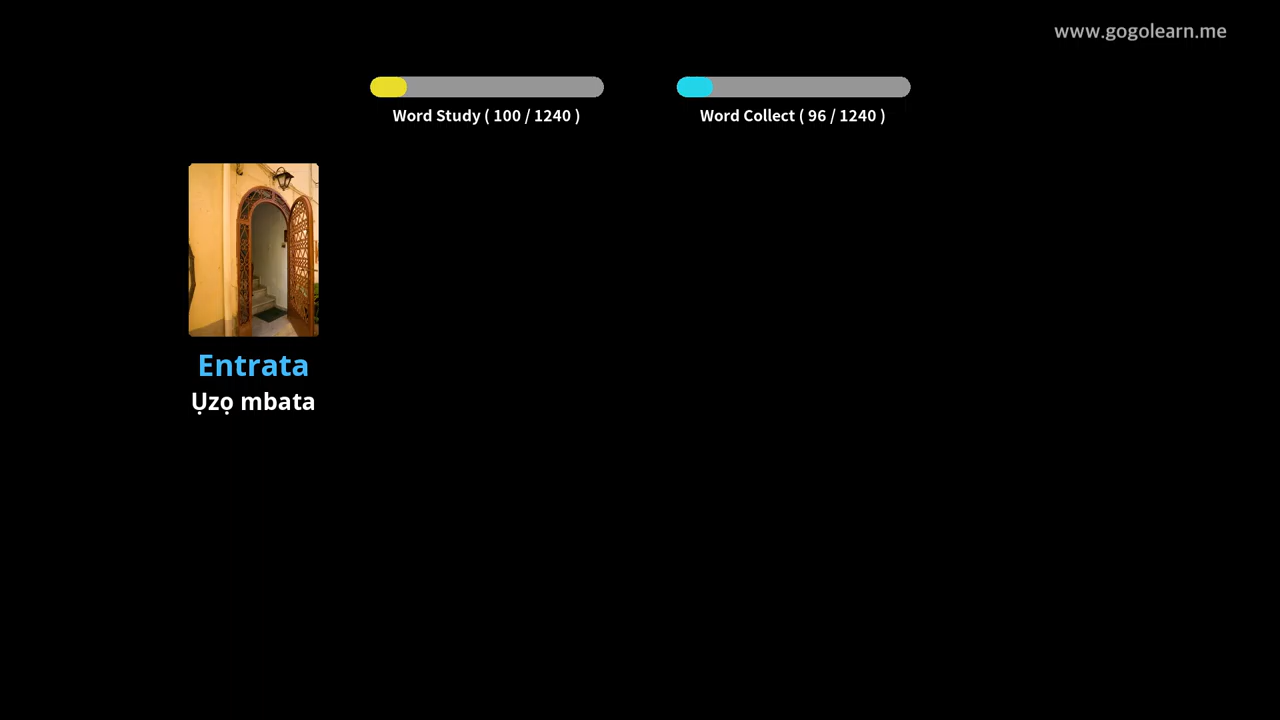 www.gogolearn.me
Word Study ( 100 / 1240 )
Word Collect ( 96 / 1240 )
Entrata
Ụzọ mbata